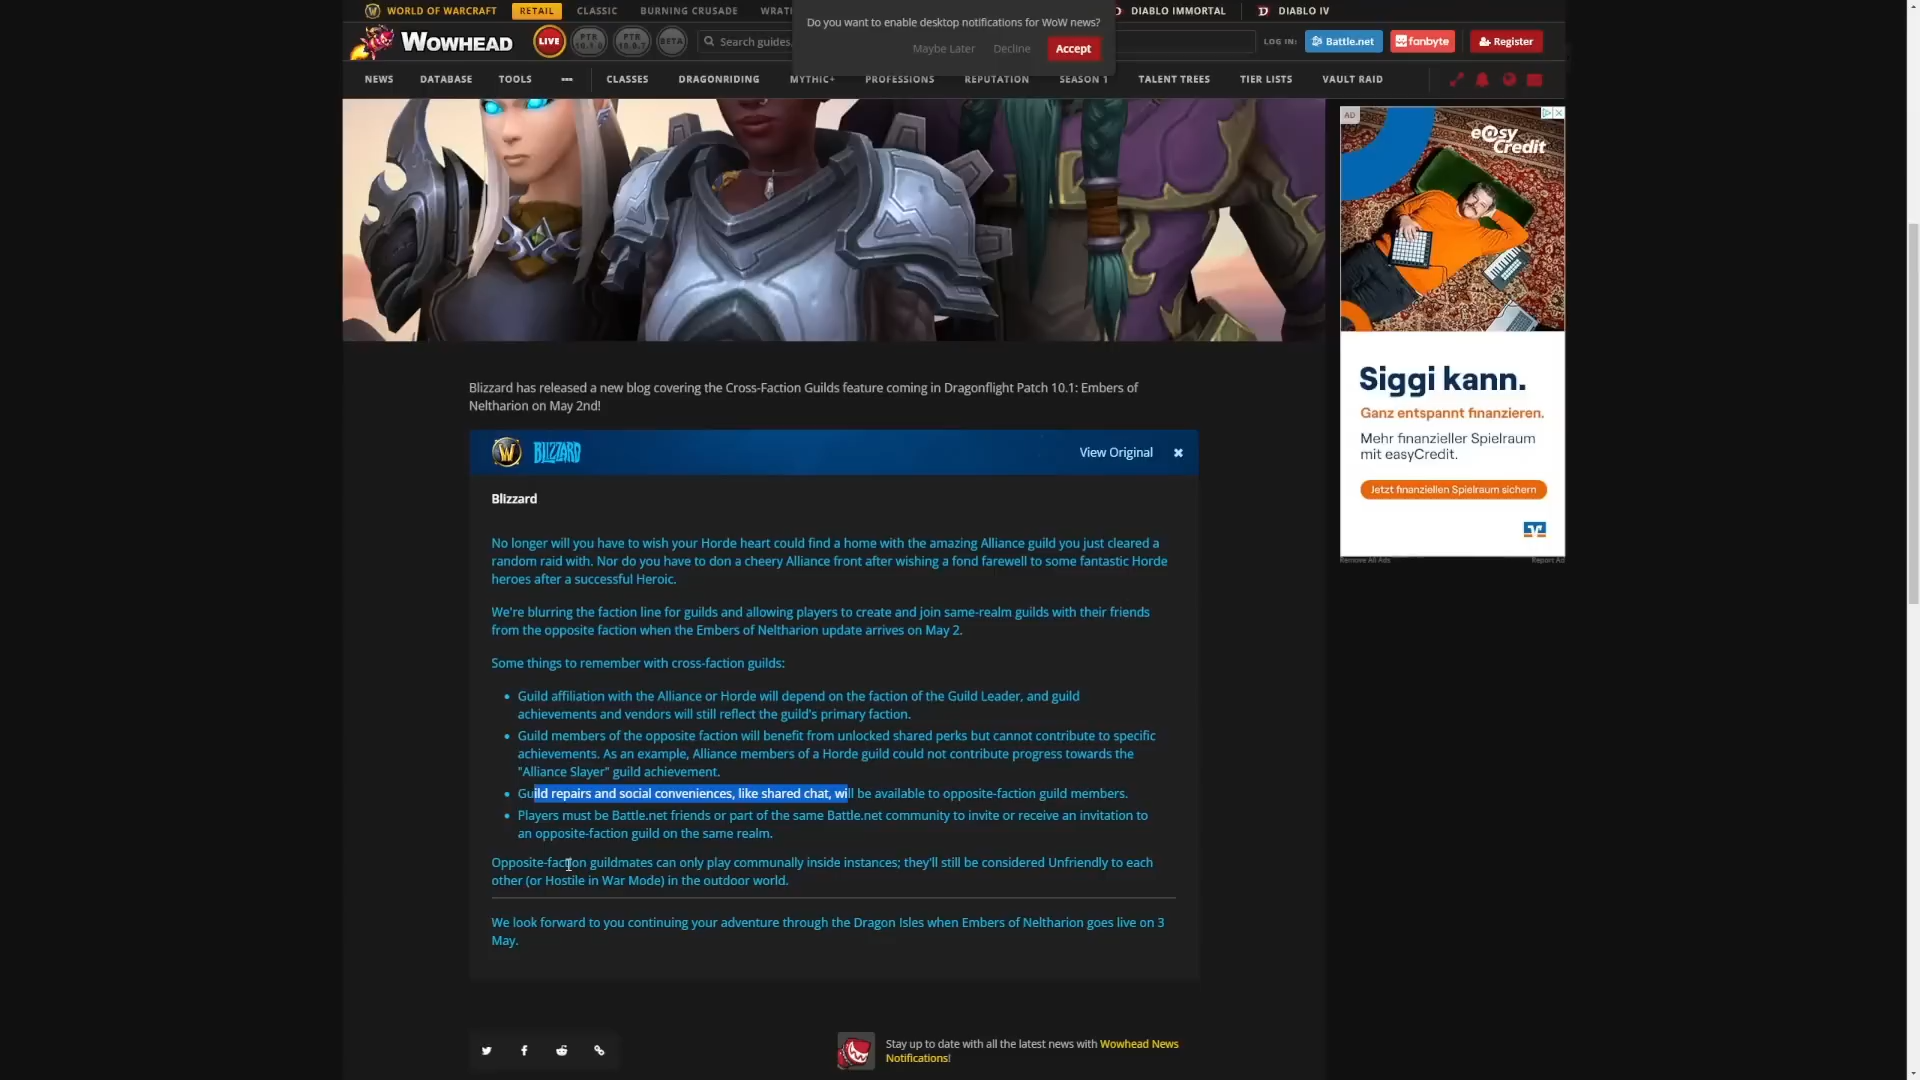 WORLD OF WARCRAFT RETAIL CLASSIC BURNING CRUSADE WRAT
Do you want to enable desktop notifications for WoW news?
DIABLO IMMORTAL DIABLO IV
Maybe Later Decline Accept
WOWHEAD LIVE PTR 10.1.0 PTR 10.0.7 BETA Search guides, LOG IN: Battle.net fanbyte Register
NEWS DATABASE TOOLS CLASSES DRAGONRIDING MYTHIC+ PROFESSIONS REPUTATION SEASON 1 TALENT TREES TIER LISTS VAULT RAID
AD
e@sy
Credit
Siggi kann.
Ganz entspannt finanzieren.
Mehr finanzieller Spielraum
mit easyCredit.
Jetzt finanziellen Spielraum sichern
Remove All Ads Report Ad
Blizzard has released a new blog covering the Cross-Faction Guilds feature coming in Dragonflight Patch 10.1: Embers of
Neltharion on May 2nd!
BLIZZARD View Original
Blizzard
No longer will you have to wish your Horde heart could find a home with the amazing Alliance guild you just cleared a
random raid with. Nor do you have to don a cheery Alliance front after wishing a fond farewell to some fantastic Horde
heroes after a successful Heroic.
We're blurring the faction line for guilds and allowing players to create and join same-realm guilds with their friends
from the opposite faction when the Embers of Neltharion update arrives on May 2.
Some things to remember with cross-faction guilds:
• Guild affiliation with the Alliance or Horde will depend on the faction of the Guild Leader, and guild
achievements and vendors will still reflect the guild's primary faction.
• Guild members of the opposite faction will benefit from unlocked shared perks but cannot contribute to specific
achievements. As an example, Alliance members of a Horde guild could not contribute progress towards the
"Alliance Slayer" guild achievement.
• Guild repairs and social conveniences, like shared chat, will be available to opposite-faction guild members.
• Players must be Battle.net friends or part of the same Battle.net community to invite or receive an invitation to
an opposite-faction guild on the same realm.
Opposite-faction guildmates can only play communally inside instances; they'll still be considered Unfriendly to each
other (or Hostile in War Mode) in the outdoor world.
We look forward to you continuing your adventure through the Dragon Isles when Embers of Neltharion goes live on 3
May.
Stay up to date with all the latest news with Wowhead News
Notifications!